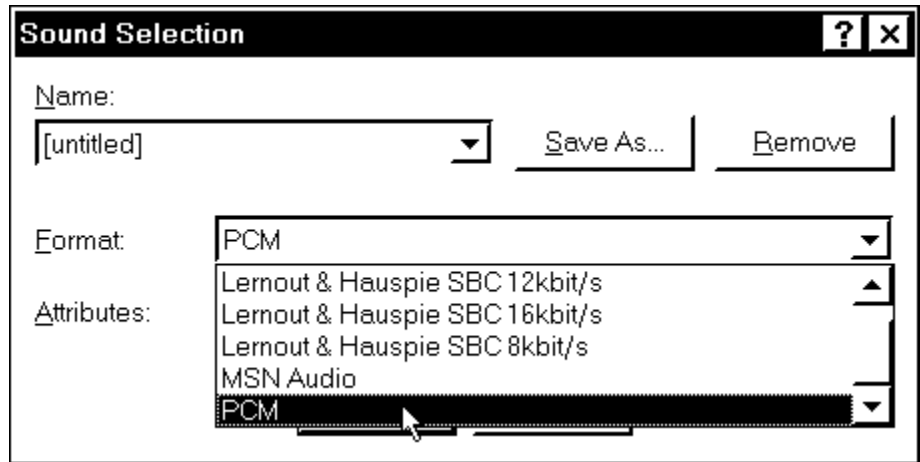 Sound Selection
Name:
[untitled]
Save As...
Remove
Format:
PCM
Lernout & Hauspie SBC 12kbit/s
Attributes:
Lernout & Hauspie SBC 16kbit/s
Lernout & Hauspie SBC 8kbit/s
MSN Audio
PCM